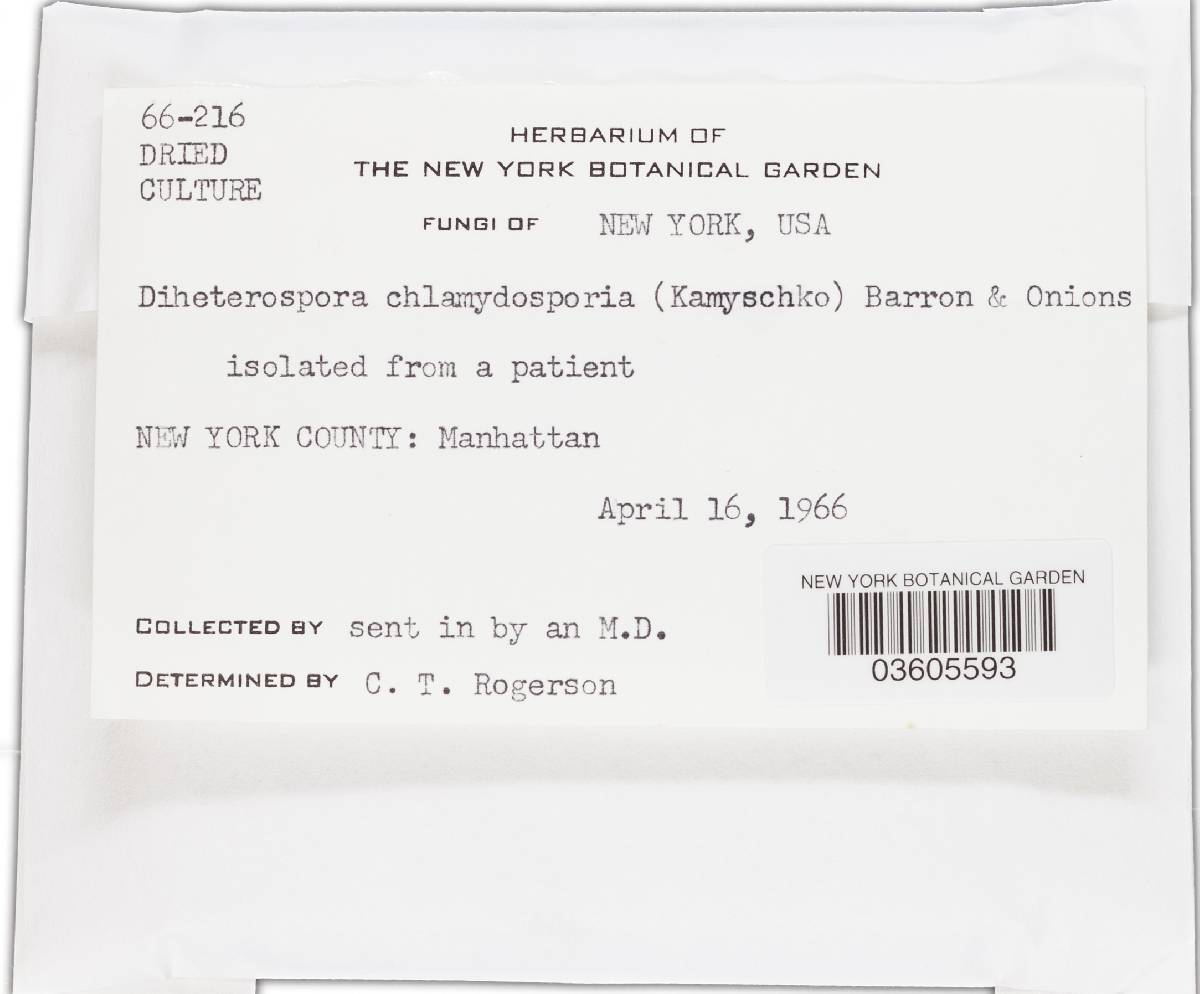 66-216
DRIED
CULTURE
HERBARIUM OF
THE NEW YORK BOTANICAL GARDEN
FUNGI OF NEW YORK, USA
Diheterospora chlamydosporia (Kamyschko) Barron & Onions
isolated from a patient
NEW YORK COUNTY: Manhattan
April 16, 1966
COLLECTED BY sent in by an M.D.
DETERMINED BY C. T. Rogerson
NEW YORK BOTANICAL GARDEN
03605593